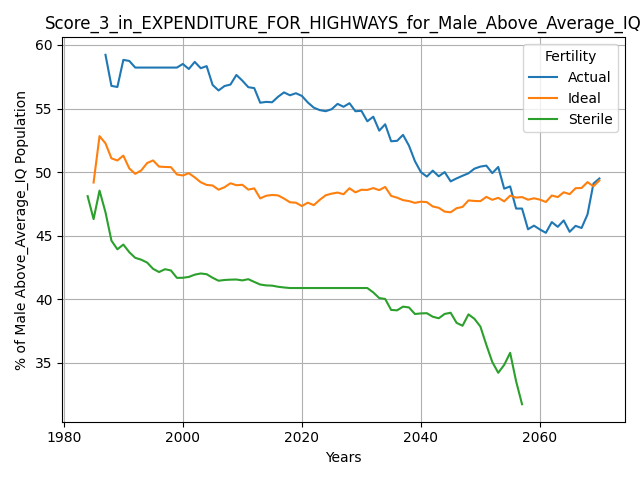 Score_3_in_EXPENDITURE_FOR_HIGHWAYS_for_Male_Above_Average_IQ
% of Male Above_Average_IQ Population
60
55
50
45
40
35
Fertility
Actual
Ideal
Sterile
1980
2000
2020
2040
2060
Years